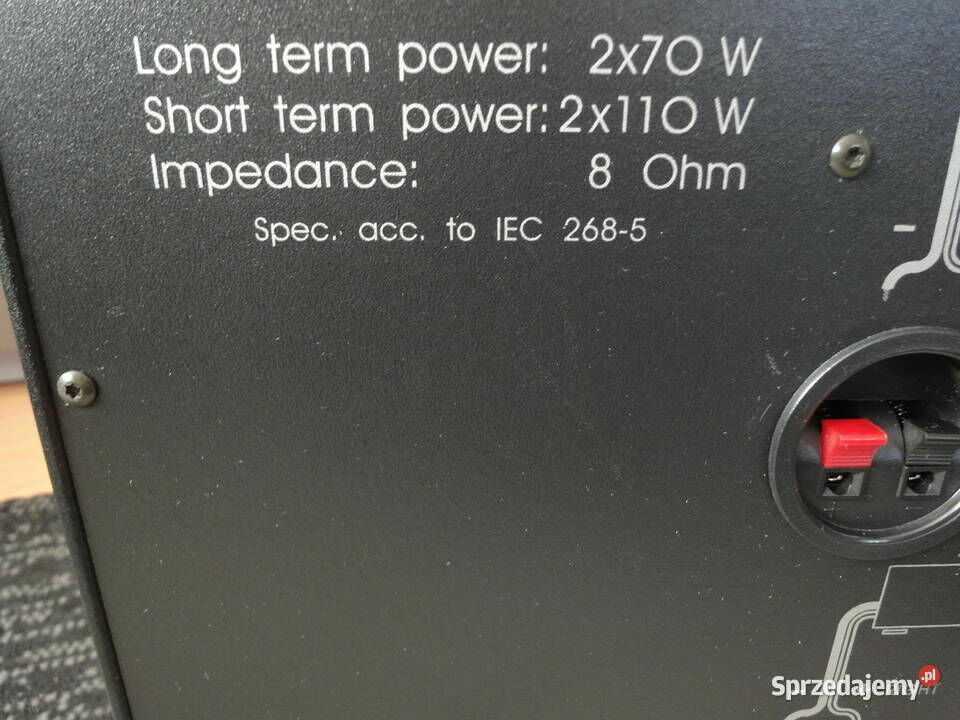 Long term power: 2x70 W
Short term power: 2x110 W
Impedance: 8 Ohm
Spec. acc. to IEC 268-5
-
Sprzedajemy.pl